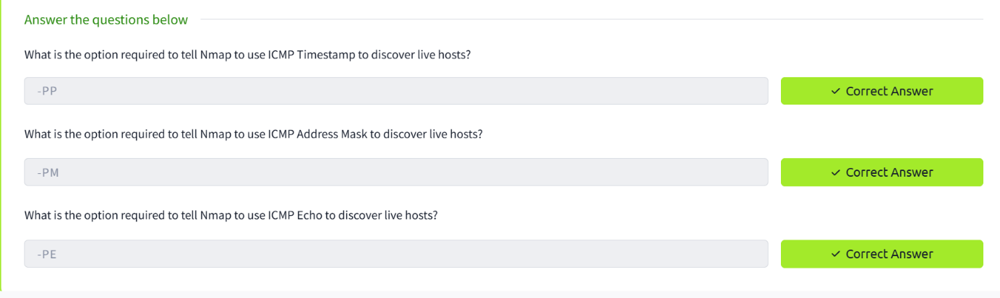 Answer the questions below
What is the option required to tell Nmap to use ICMP Timestamp to discover live hosts?
-PP
✓ Correct Answer
What is the option required to tell Nmap to use ICMP Address Mask to discover live hosts?
-PM
✓ Correct Answer
What is the option required to tell Nmap to use ICMP Echo to discover live hosts?
-PE
✓ Correct Answer